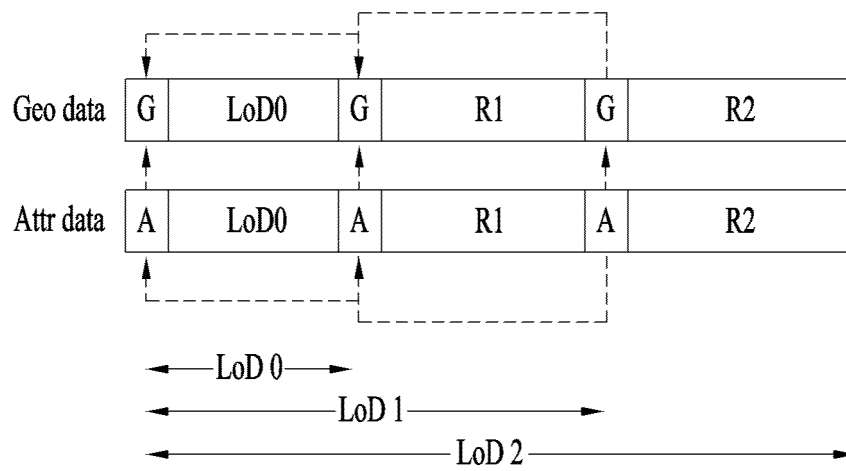 Geo data G LoD0 G R1 G R2
Attr data A LoD0 A R1 A R2
LoD 0
LoD 1
LoD 2